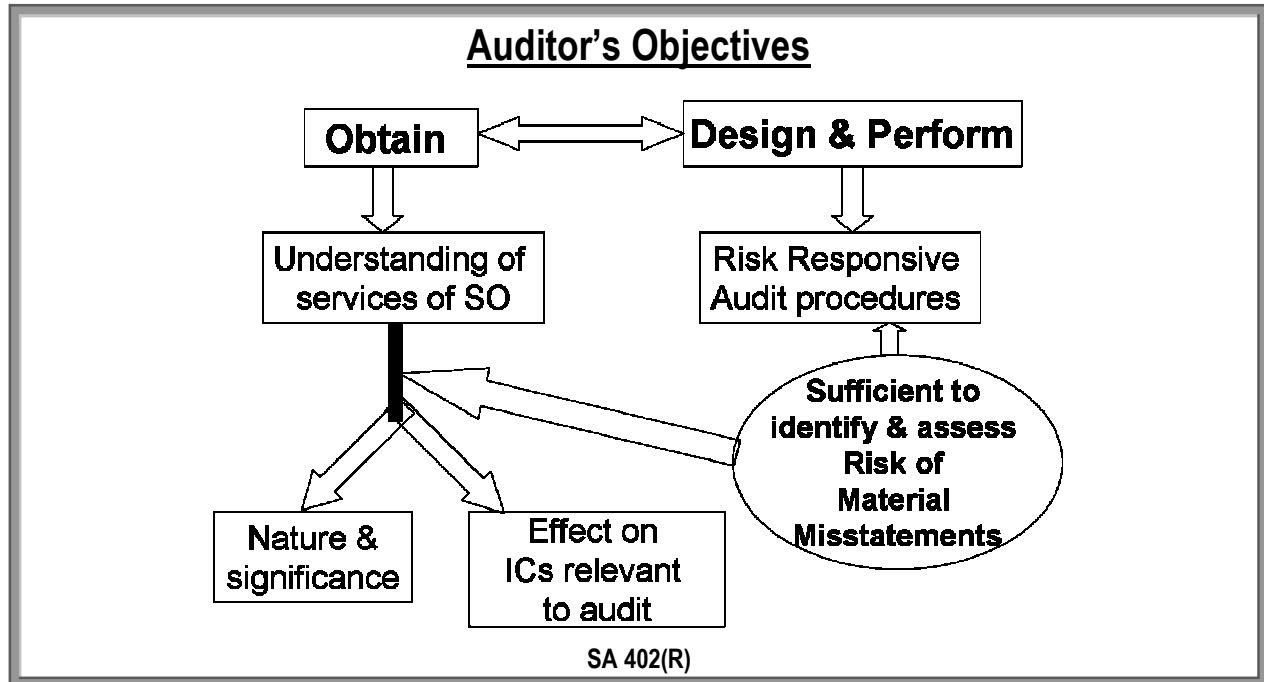 Auditor's Objectives
Obtain
Design & Perform
Understanding of
services of SO
Risk Responsive
Audit procedures
Sufficient to
identify & assess
Risk of
Material
Misstatements
Nature &
significance
Effect on
ICs relevant
to audit
SA 402(R)